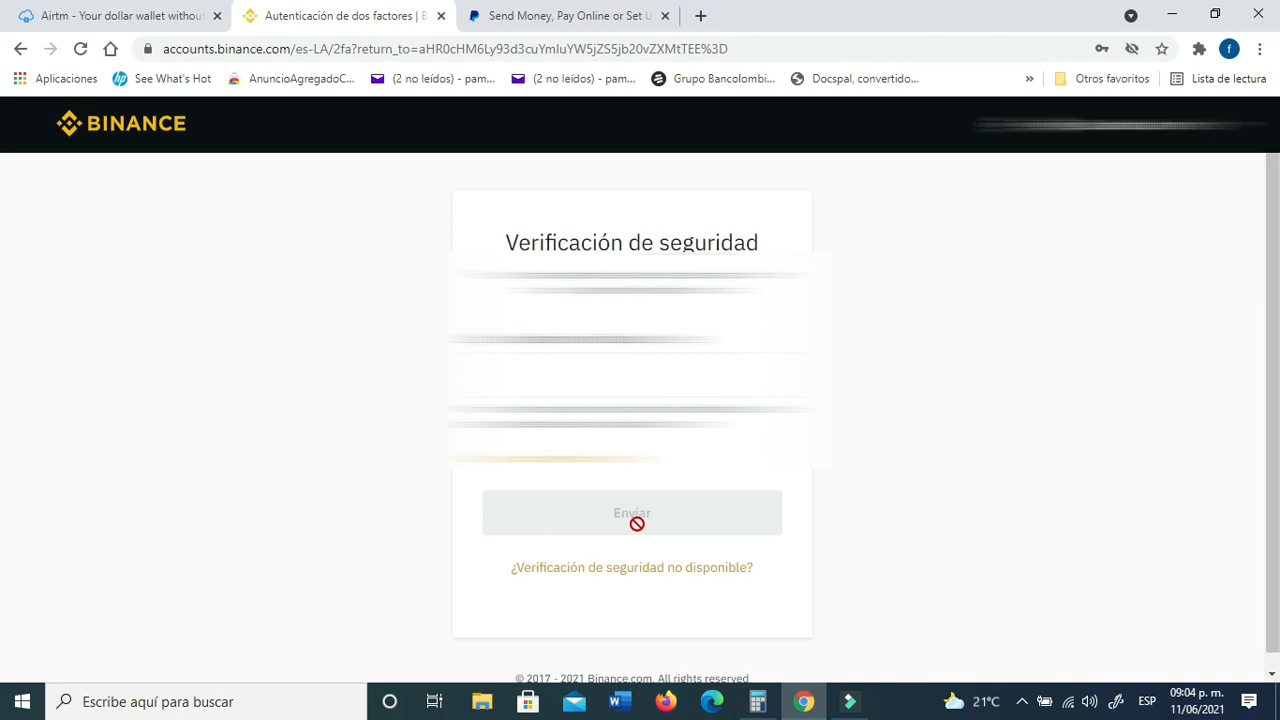 Airtm - Your dollar wallet without
Autenticación de dos factores | B
Send Money, Pay Online or Set U
accounts.binance.com/es-LA/2fa?return_to=aHR0cHM6Ly93d3cuYmluYW5jZS5jb20vZXMtTEE%3D
f
Aplicaciones
See What's Hot
AnuncioAgregadoC...
(2 no leídos) - pam...
(2 no leídos) - pam...
Grupo Bancolombi...
Docspal, convertido...
»
Otros favoritos
Lista de lectura
BINANCE
Verificación de seguridad
Enviar
¿Verificación de seguridad no disponible?
© 2017 - 2021 Binance.com. All rights reserved
Escribe aquí para buscar
21°C
ESP
09:04 p. m.
11/06/2021